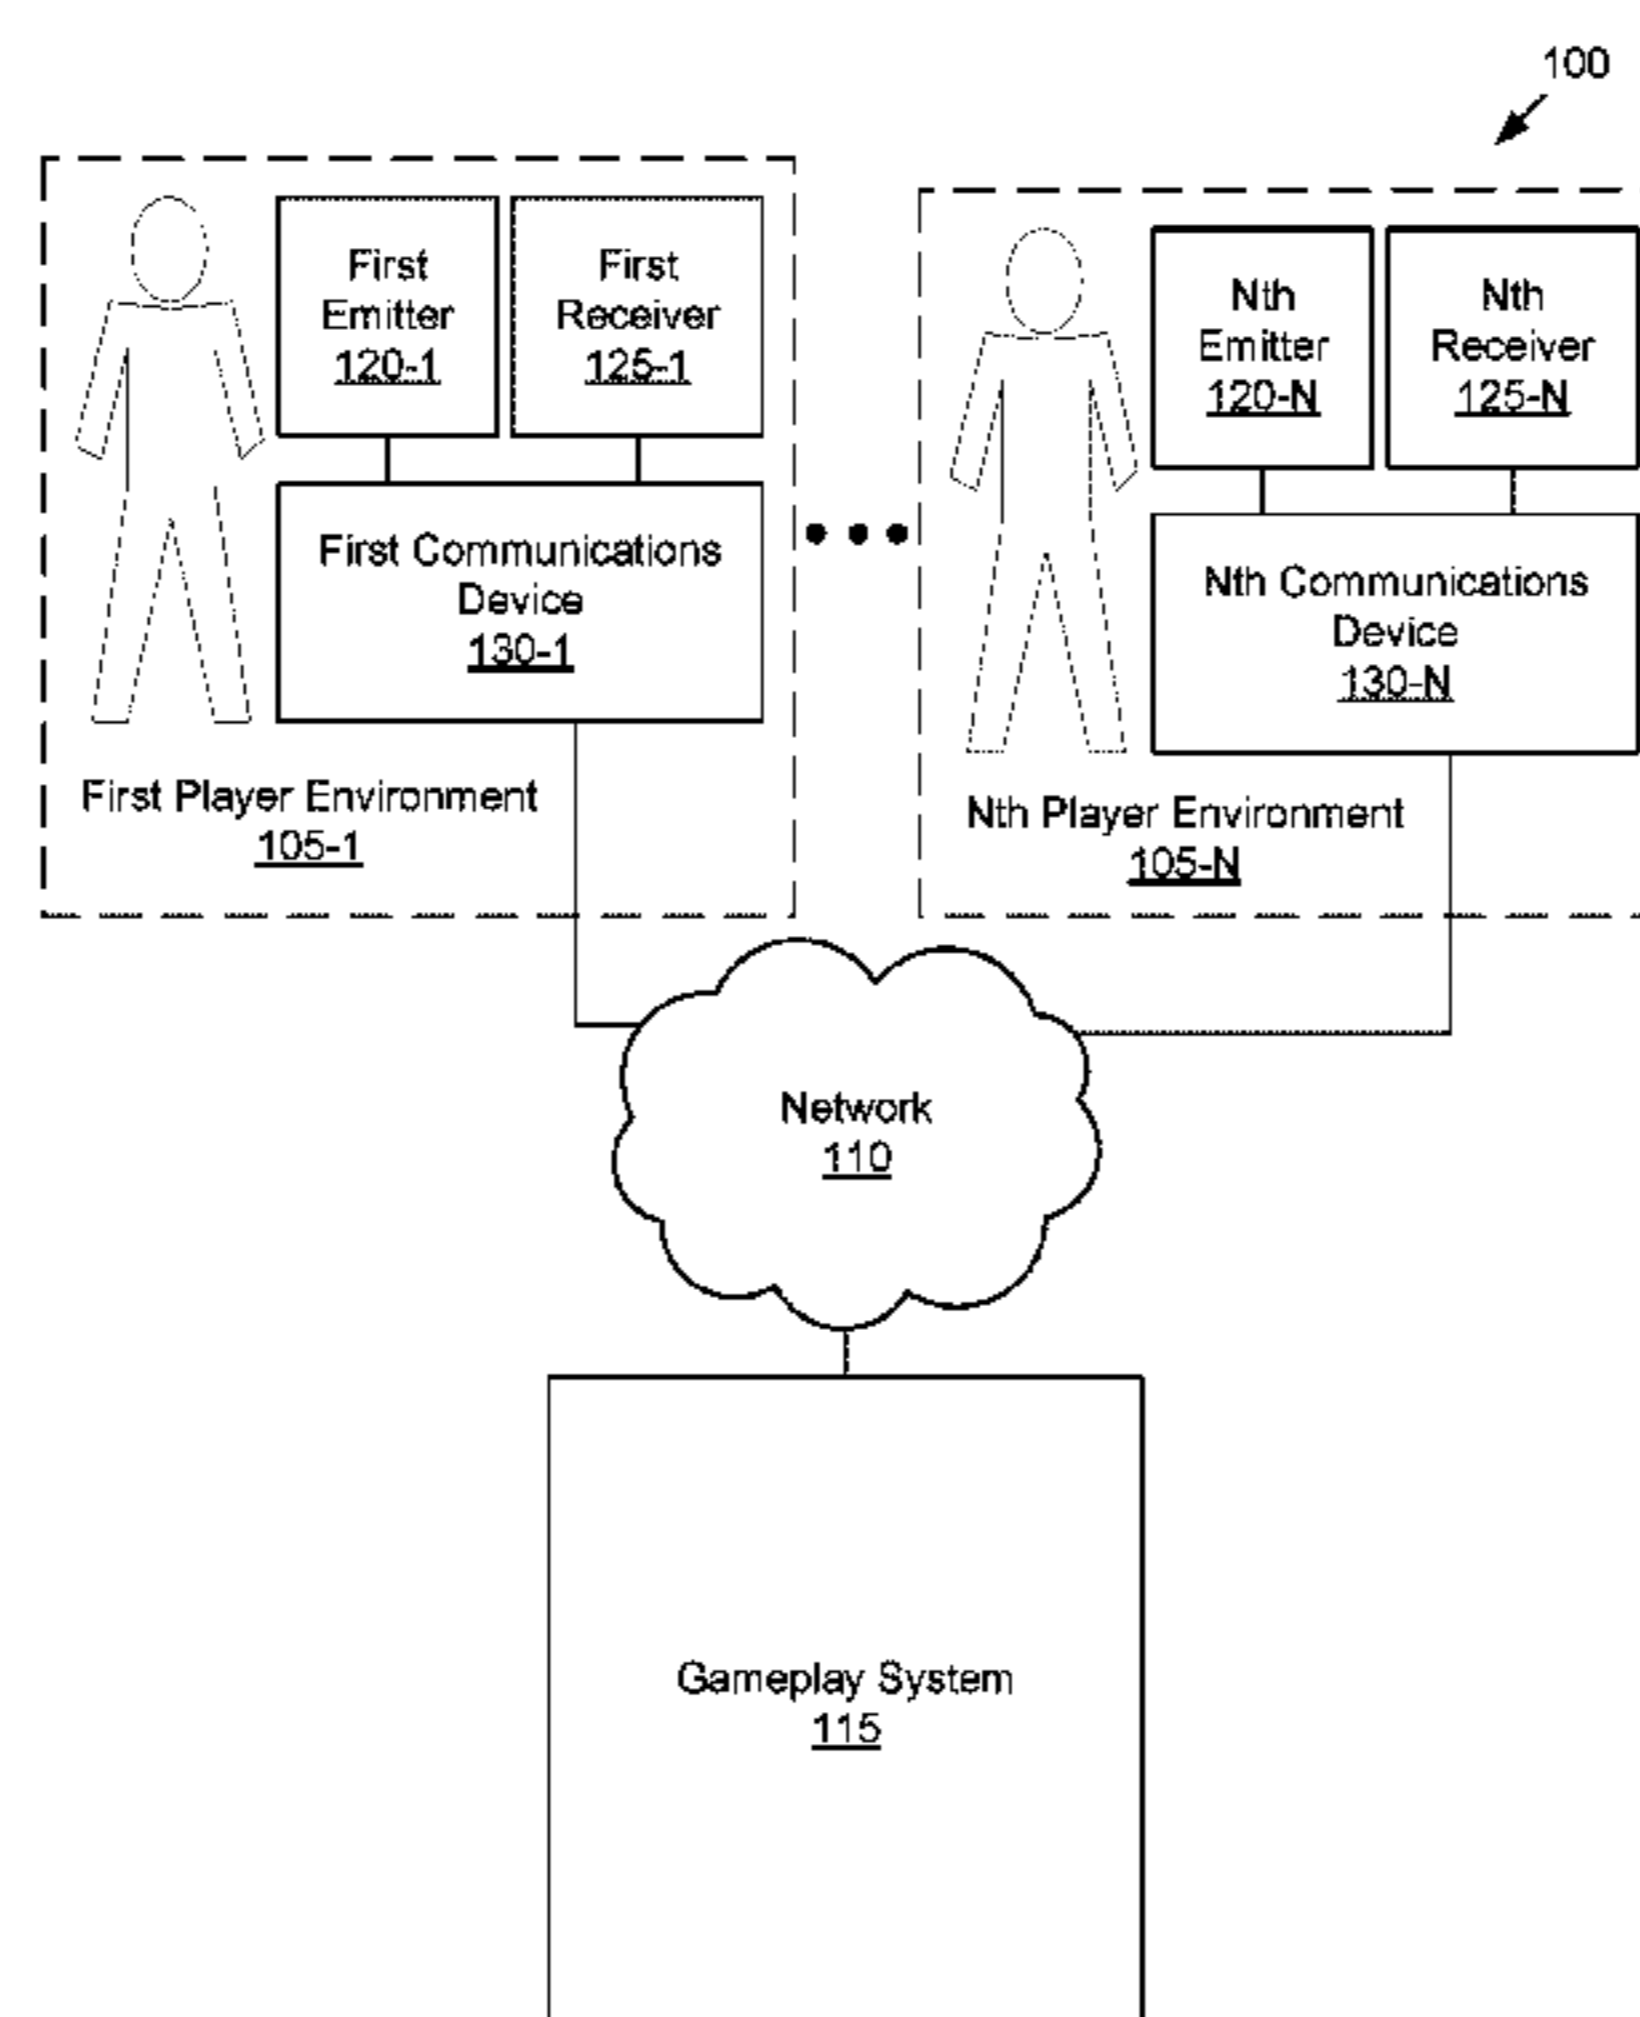 100
First
Emitter
120-1
First
Receiver
125-1
First Communications
Device
130-1
First Player Environment
105-1
Nth
Emitter
120-N
Nth
Receiver
125-N
Nth Communications
Device
130-N
Nth Player Environment
105-N
Network
110
Gameplay System
115